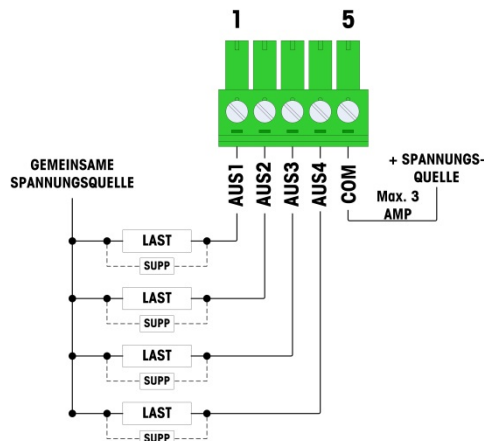 1 5
GEMEINSAME
SPANNUNGSQUELLE
AUS1
AUS2
AUS3
AUS4
COM
+ SPANNUNGS-
QUELLE
Max. 3
AMP
LAST
SUPP
LAST
SUPP
LAST
SUPP
LAST
SUPP